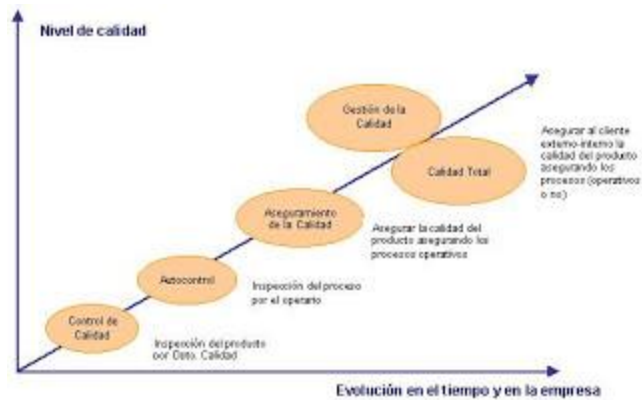 Nivel de calidad
Gestión de la
Calidad
Asegurar al cliente
externo-interno la
calidad del producto
asegurando los
procesos (operativos
o no)
Calidad Total
Aseguramiento
de la Calidad
Asegurar la calidad del
producto asegurando los
procesos operativos
Autocontrol
Inspección del proceso
por el operario
Control de
Calidad
Inspección del producto
por Dpto. Calidad
Evolución en el tiempo y en la empresa